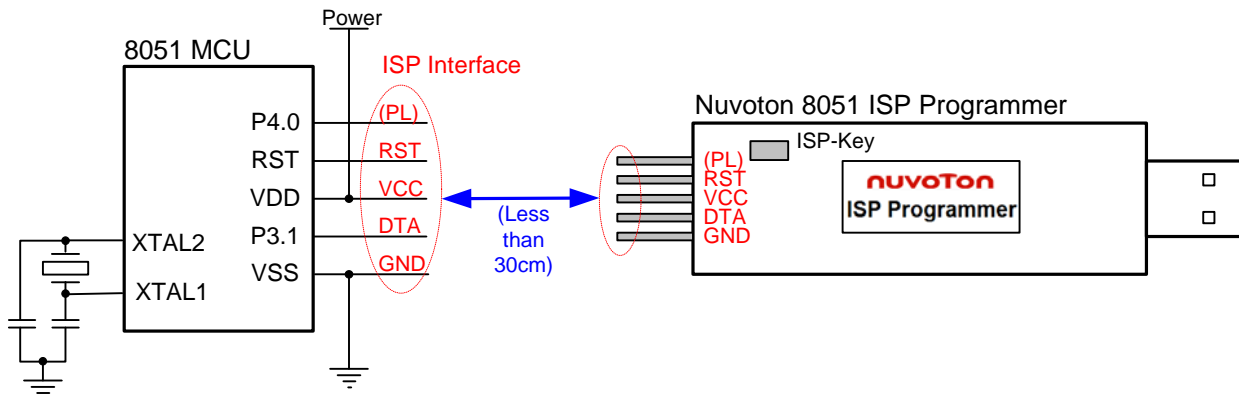 Power
8051 MCU
ISP Interface
P4.0
(PL)
RST
RST
VDD
VCC
P3.1
DTA
VSS
GND
XTAL2
XTAL1
(Less
than
30cm)
Nuvoton 8051 ISP Programmer
ISP-Key
(PL)
RST
VCC
DTA
GND
nuvoTon
ISP Programmer